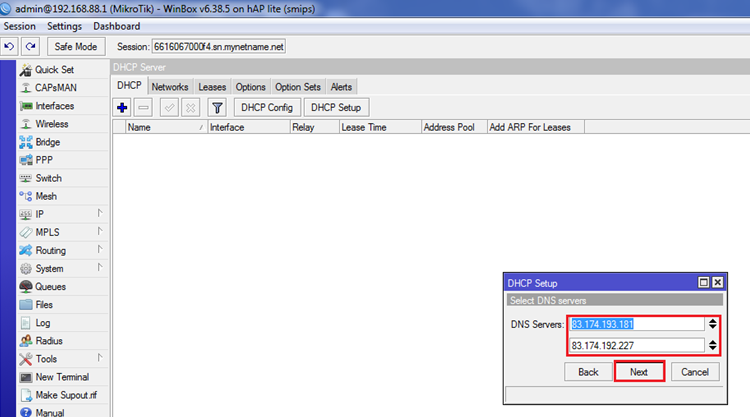 admin@192.168.88.1 (MikroTik) - WinBox v6.38.5 on hAP lite (smips)
Session Settings Dashboard
Safe Mode Session: 6616067000f4.sn.mynetname.net
Quick Set
CAPsMAN
Interfaces
Wireless
Bridge
PPP
Switch
Mesh
IP
MPLS
Routing
System
Queues
Files
Log
Radius
Tools
New Terminal
Make Supout.rif
Manual
DHCP Server
DHCP Networks Leases Options Option Sets Alerts
DHCP Config DHCP Setup
Name Interface Relay Lease Time Address Pool Add ARP For Leases
DHCP Setup
Select DNS servers
DNS Servers: 83.174.193.181
83.174.192.227
Back Next Cancel